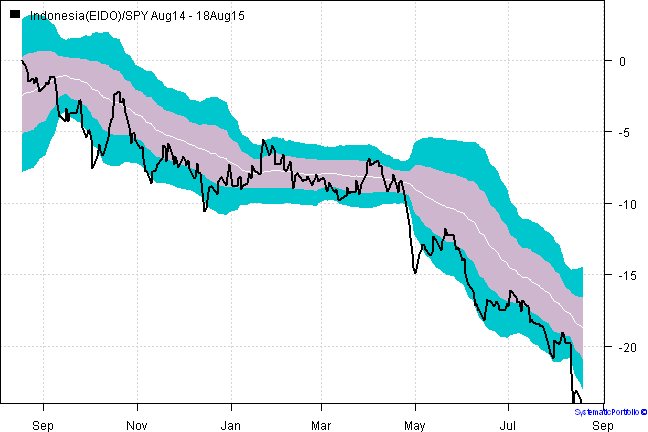 Indonesia(EIDO)/SPY Aug14 - 18Aug15
0
-5
-10
-15
-20
SystematicPortfolio ©
Sep Nov Jan Mar May Jul Sep